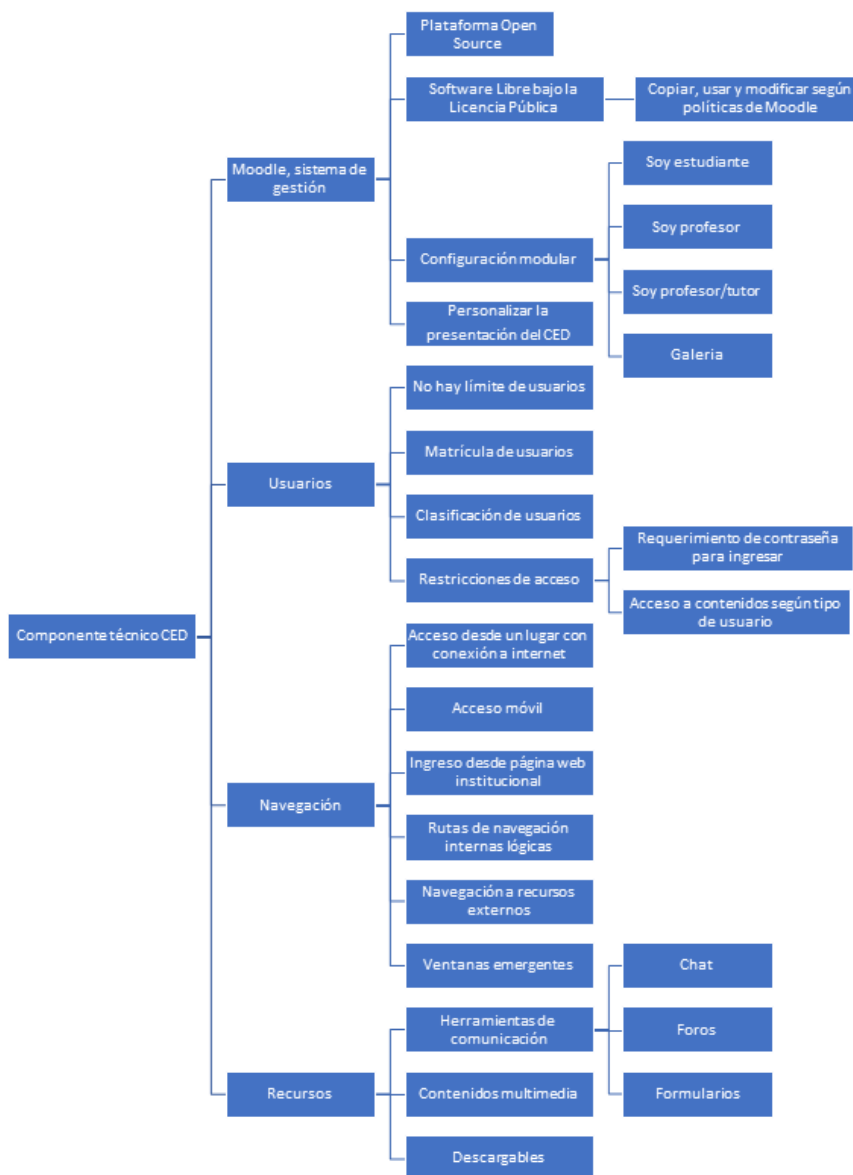 Plataforma Open
Source
Software Libre bajo la
Licencia Pública
Copiar, usar y modificar según
políticas de Moodle
Moodle, sistema de
gestión
Soy estudiante
Soy profesor
Configuración modular
Soy profesor/tutor
Personalizar la
presentación del CED
Galeria
No hay límite de usuarios
Matrícula de usuarios
Usuarios
Clasificación de usuarios
Requerimiento de contraseña
para ingresar
Restricciones de acceso
Acceso a contenidos según tipo
de usuario
Componente técnico CED
Acceso desde un lugar con
conexión a internet
Acceso móvil
Ingreso desde página web
institucional
Navegación
Rutas de navegación
internas lógicas
Navegación a recursos
externos
Ventanas emergentes
Chat
Herramientas de
comunicación
Foros
Recursos
Contenidos multimedia
Formularios
Descargables